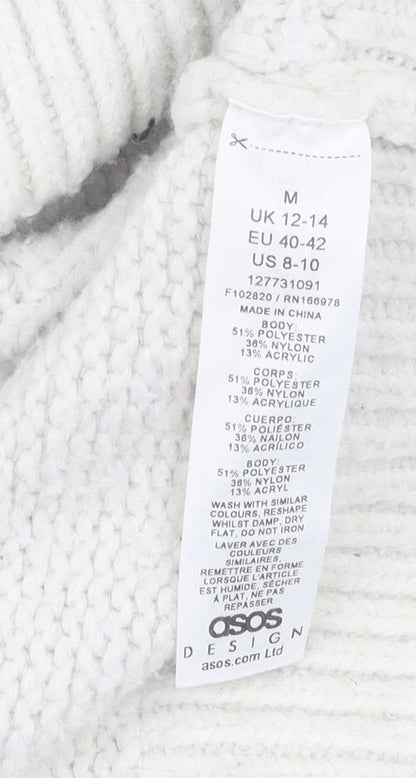 M
UK 12-14
EU 40-42
US 8-10
127731091
F102820 / RN166978
MADE IN CHINA
BODY:
51% POLYESTER
36% NYLON
13% ACRYLIC
CORPS:
51% POLYESTER
36% NYLON
13% ACRYLIQUE
CUERPO:
51% POLIÉSTER
36% NAILON
13% ACRÍLICO
BODY:
51% POLYESTER
36% NYLON
13% ACRYL
WASH WITH SIMILAR
COLOURS, RESHAPE
WHILST DAMP, DRY
FLAT, DO NOT IRON
LAVER AVEC DES
COULEURS
SIMILAIRES,
REMETTRE EN FORME
LORSQUE L'ARTICLE
EST HUMIDE, SÉCHER
À PLAT, NE PAS
REPASSER
asos
DESIGN
asos.com Ltd